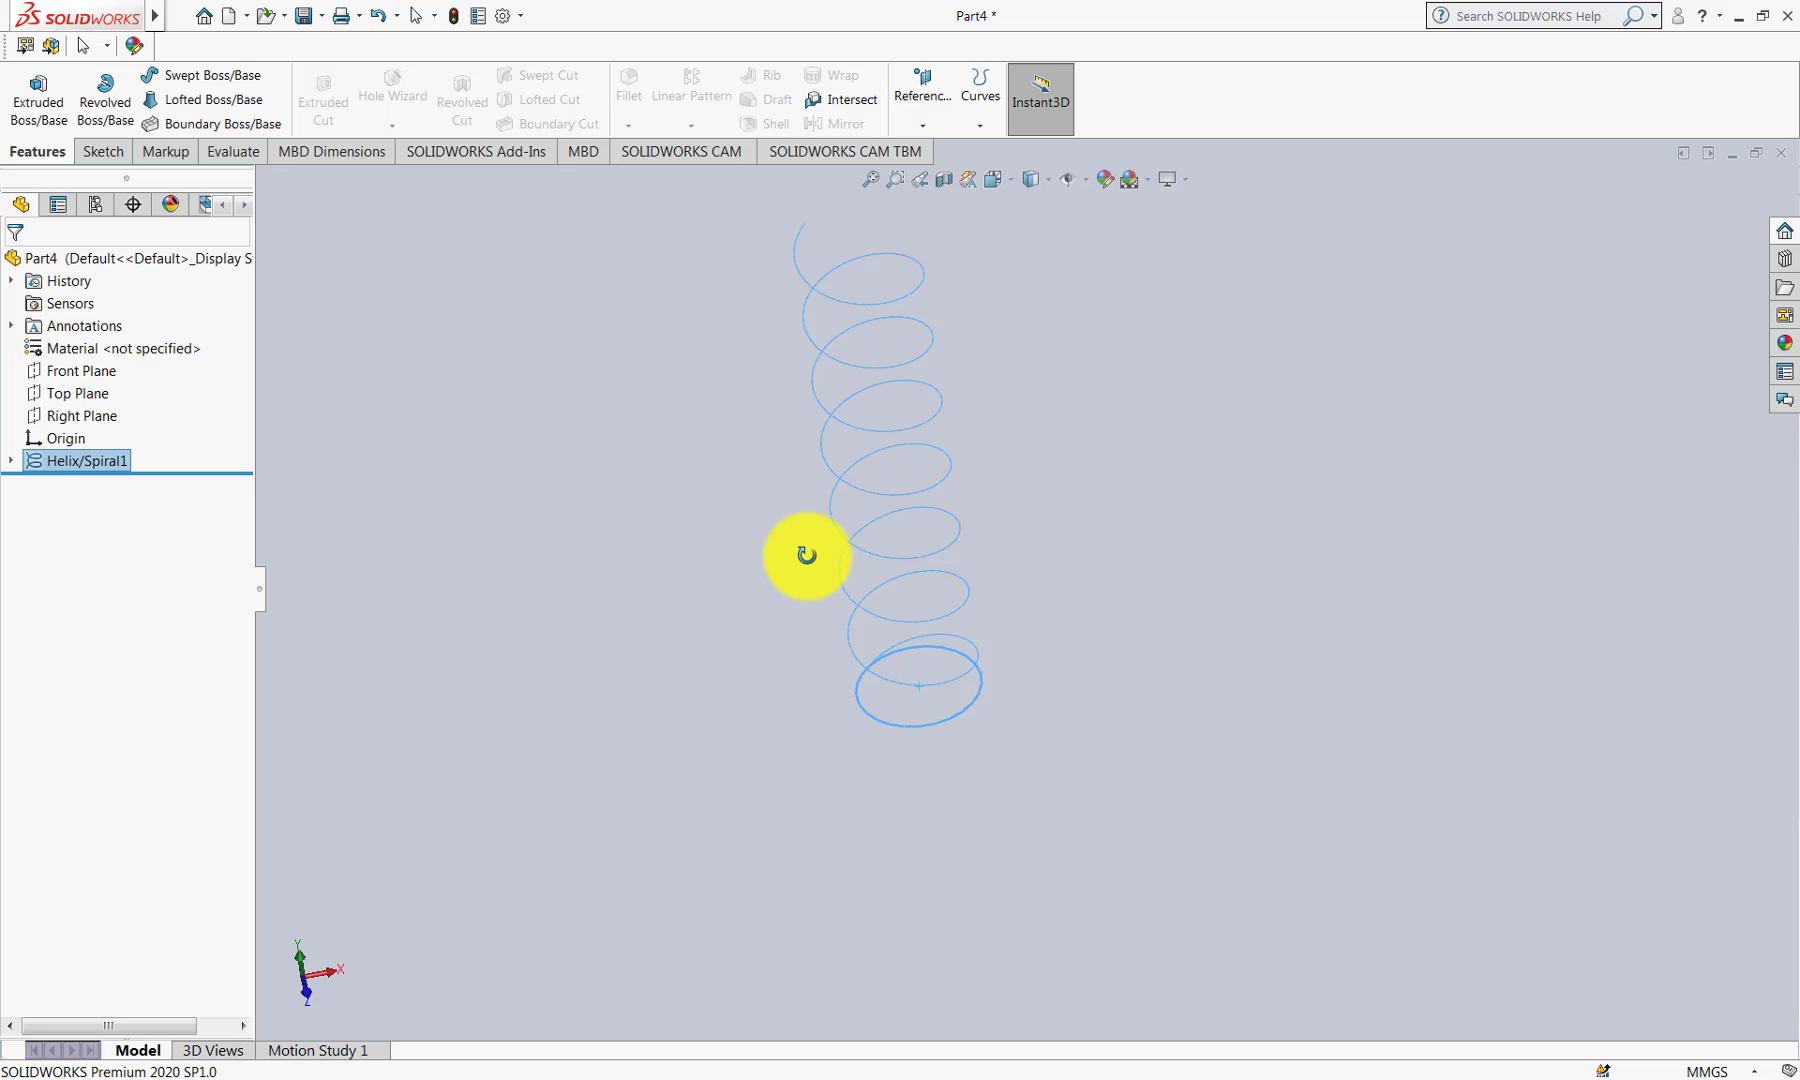 SOLIDWORKS
Part4 *
Search SOLIDWORKS Help
?
Extruded Boss/Base
Revolved Boss/Base
Swept Boss/Base
Lofted Boss/Base
Boundary Boss/Base
Extruded Cut
Hole Wizard
Revolved Cut
Swept Cut
Lofted Cut
Boundary Cut
Fillet
Linear Pattern
Rib
Draft
Shell
Wrap
Intersect
Mirror
Referenc...
Curves
Instant3D
Features
Sketch
Markup
Evaluate
MBD Dimensions
SOLIDWORKS Add-Ins
MBD
SOLIDWORKS CAM
SOLIDWORKS CAM TBM
Part4 (Default<<Default>_Display S
History
Sensors
Annotations
Material <not specified>
Front Plane
Top Plane
Right Plane
Origin
Helix/Spiral1
Y
X
Z
Model
3D Views
Motion Study 1
SOLIDWORKS Premium 2020 SP1.0
MMGS